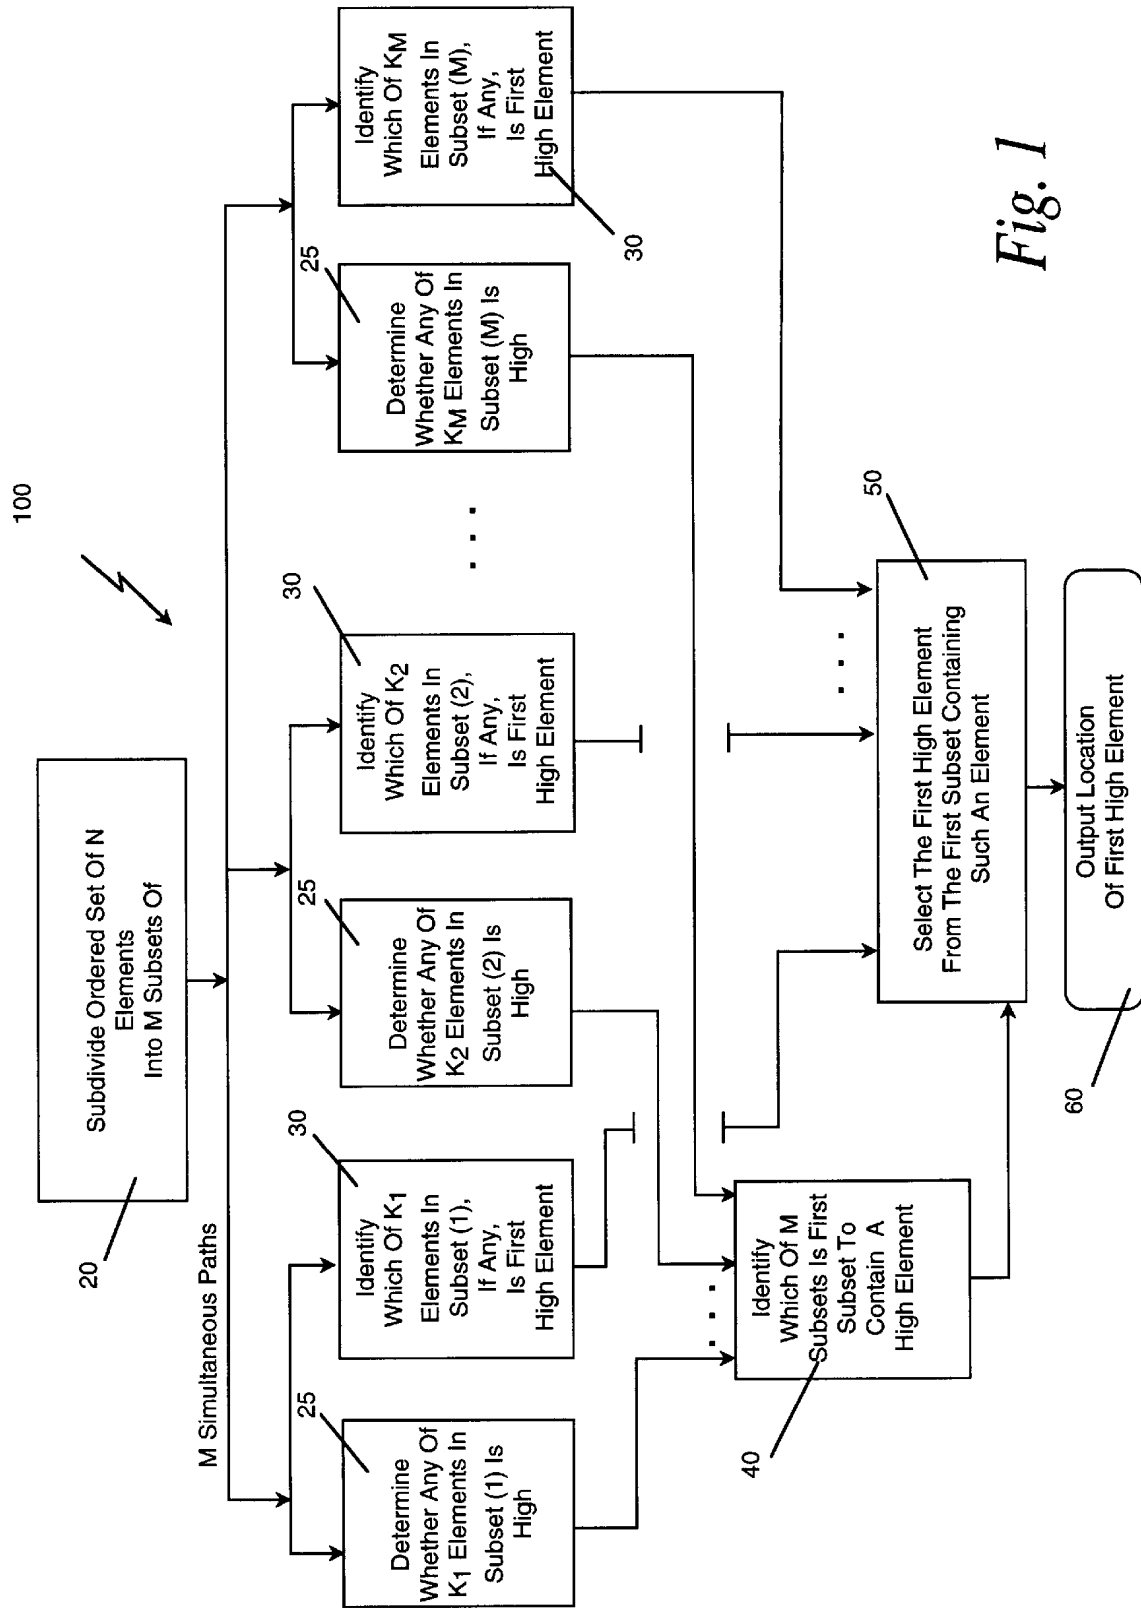 100
Subdivide Ordered Set Of N
Elements
Into M Subsets Of
20
M Simultaneous Paths
25
Determine
Whether Any Of
K1 Elements In
Subset (1) Is
High
30
Identify
Which Of K1
Elements In
Subset (1),
If Any,
Is First
High Element
25
Determine
Whether Any Of
K2 Elements In
Subset (2) Is
High
30
Identify
Which Of K2
Elements In
Subset (2),
If Any,
Is First
High Element
. . .
25
Determine
Whether Any Of
KM Elements In
Subset (M) Is
High
Identify
Which Of KM
Elements In
Subset (M),
If Any,
Is First
High Element
30
. . .
. . .
Identify
Which Of M
Subsets Is First
Subset To
Contain A
High Element
40
50
Select The First High Element
From The First Subset Containing
Such An Element
Output Location
Of First High Element
60
Fig. 1